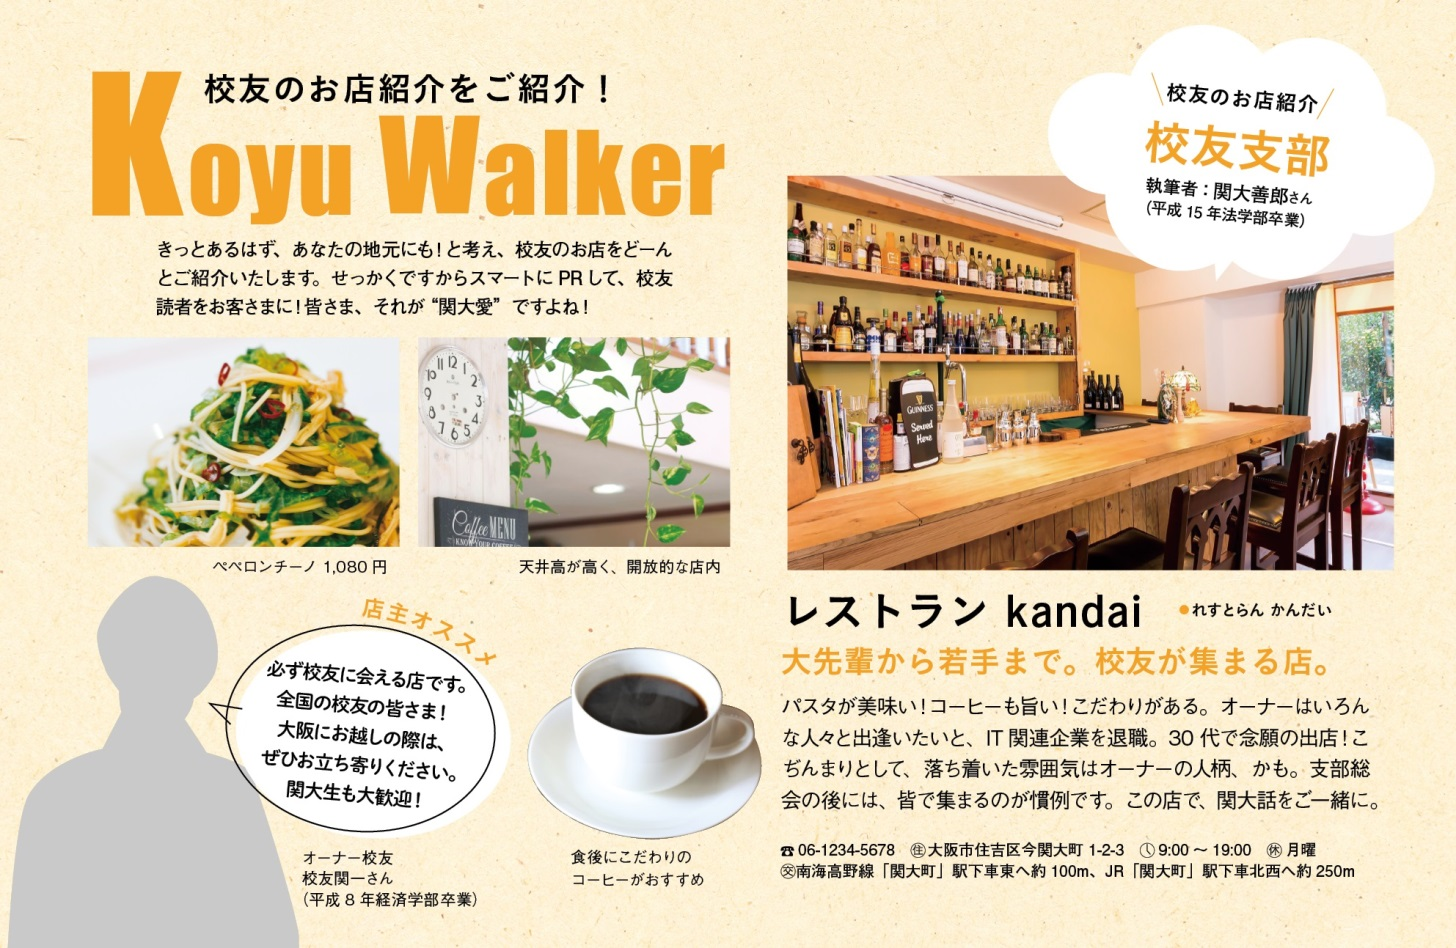 校友のお店紹介をご紹介！
Koyu Walker
きっとあるはず、あなたの地元にも！と考え、校友のお店をどーん
とご紹介いたします。せっかくですからスマートにPRして、校友
読者をお客さまに！皆さま、それが“関大愛”ですよね！
12 1 2 3 4 5 6 7 8 9 10 11
Coffee MENU
KNOW YOUR COFFEE
ペペロンチーノ 1,080円
天井高が高く、開放的な店内
店主オススメ
必ず校友に会える店です。
全国の校友の皆さま！
大阪にお越しの際は、
ぜひお立ち寄りください。
関大生も大歓迎！
オーナー校友
校友関一さん
（平成８年経済学部卒業）
食後にこだわりの
コーヒーがおすすめ
\校友のお店紹介/
校友支部
執筆者：関大善郎さん
（平成15年法学部卒業）
GUINNESS
Served
Here
レストラン kandai ●れすとらん かんだい
大先輩から若手まで。校友が集まる店。
パスタが美味い！コーヒーも旨い！こだわりがある。オーナーはいろん
な人々と出逢いたいと、IT関連企業を退職。30代で念願の出店！こ
ぢんまりとして、落ち着いた雰囲気はオーナーの人柄、かも。支部総
会の後には、皆で集まるのが慣例です。この店で、関大話をご一緒に。
☎06-1234-5678 ㊟大阪市住吉区今関大町1-2-3 9:00～19:00 ㊡月曜
㊋南海高野線「関大町」駅下車東へ約100m、JR「関大町」駅下車北西へ約250m